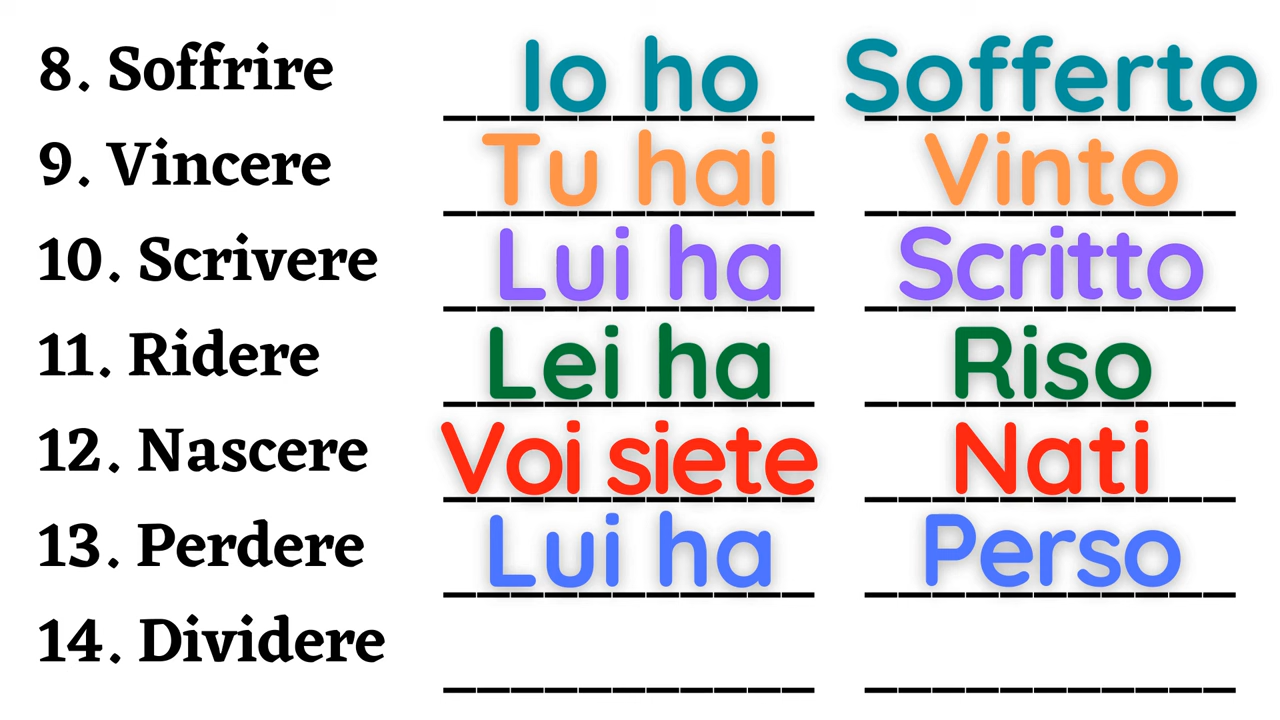 8. Soffrire Io ho Sofferto
9. Vincere Tu hai Vinto
10. Scrivere Lui ha Scritto
11. Ridere Lei ha Riso
12. Nascere Voi siete Nati
13. Perdere Lui ha Perso
14. Dividere